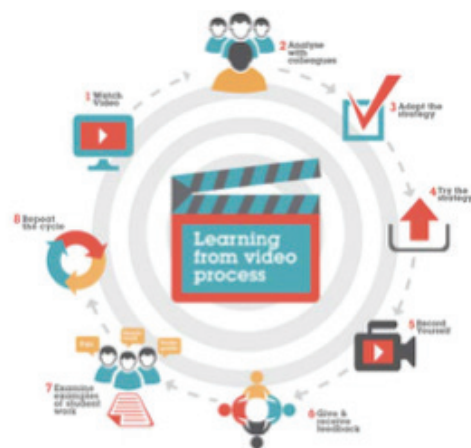 Learning
from video
process
1 Watch
Video
2 Analyse
with
colleagues
3 Adapt the
strategy
4 Try the
strategy
5 Record
Yourself
6 Give &
receive
feedback
7 Examine
examples
of student
work
8 Repeat
the cycle